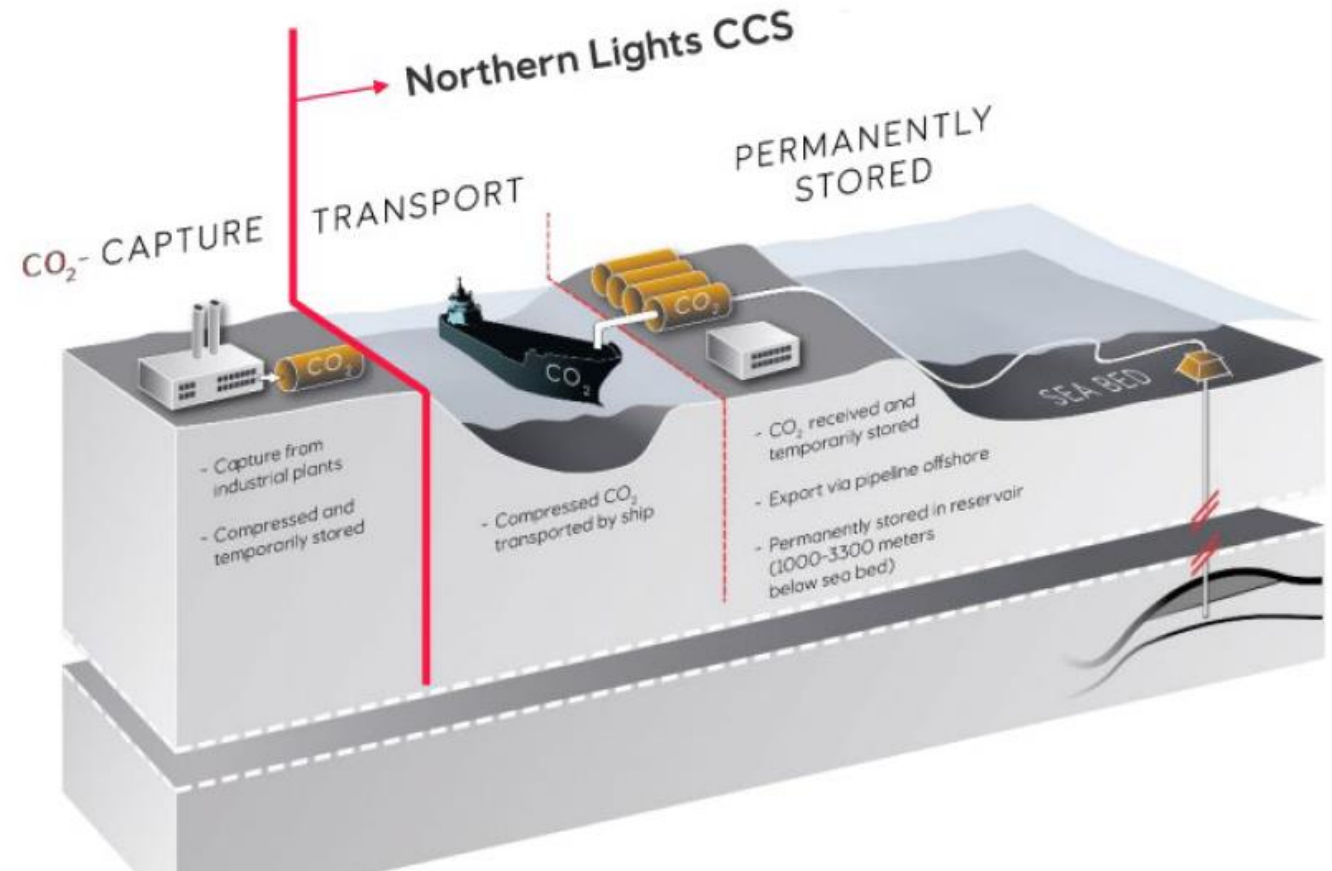 Northern Lights CCS
CO₂- CAPTURE
TRANSPORT
PERMANENTLY
STORED
CO₂
CO₂
CO₂
SEA BED
- Capture from
industrial plants
- Compressed and
temporarily stored
- Compressed CO₂
transported by ship
- CO₂ received and
temporarily stored
- Export via pipeline offshore
- Permanently stored in reservoir
(1000-3300 meters
below sea bed)